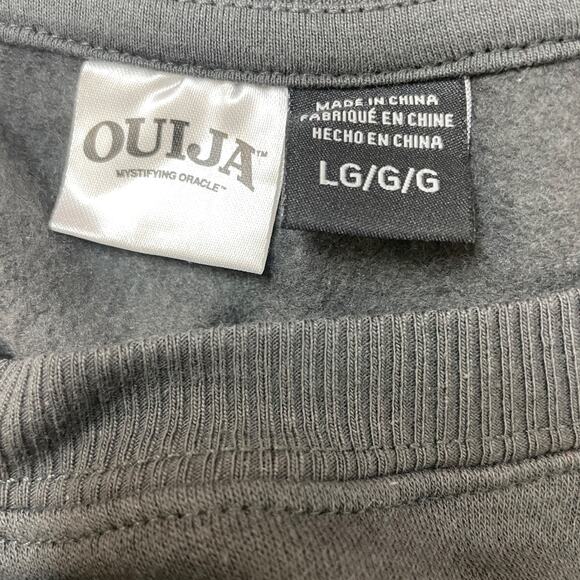 OUIJA™
MYSTIFYING ORACLE™
MADE IN CHINA
FABRIQUÉ EN CHINE
HECHO EN CHINA
LG/G/G